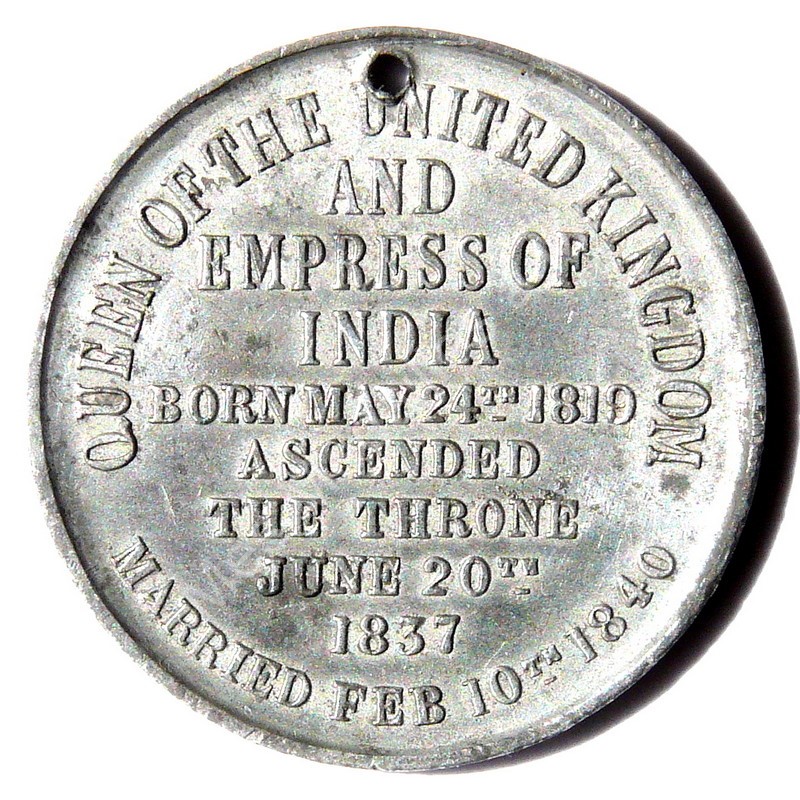 QUEEN OF THE UNITED KINGDOM
AND
EMPRESS OF
INDIA
BORN MAY 24TH 1819
ASCENDED
THE THRONE
JUNE 20TH
1837
MARRIED FEB 10TH 1840